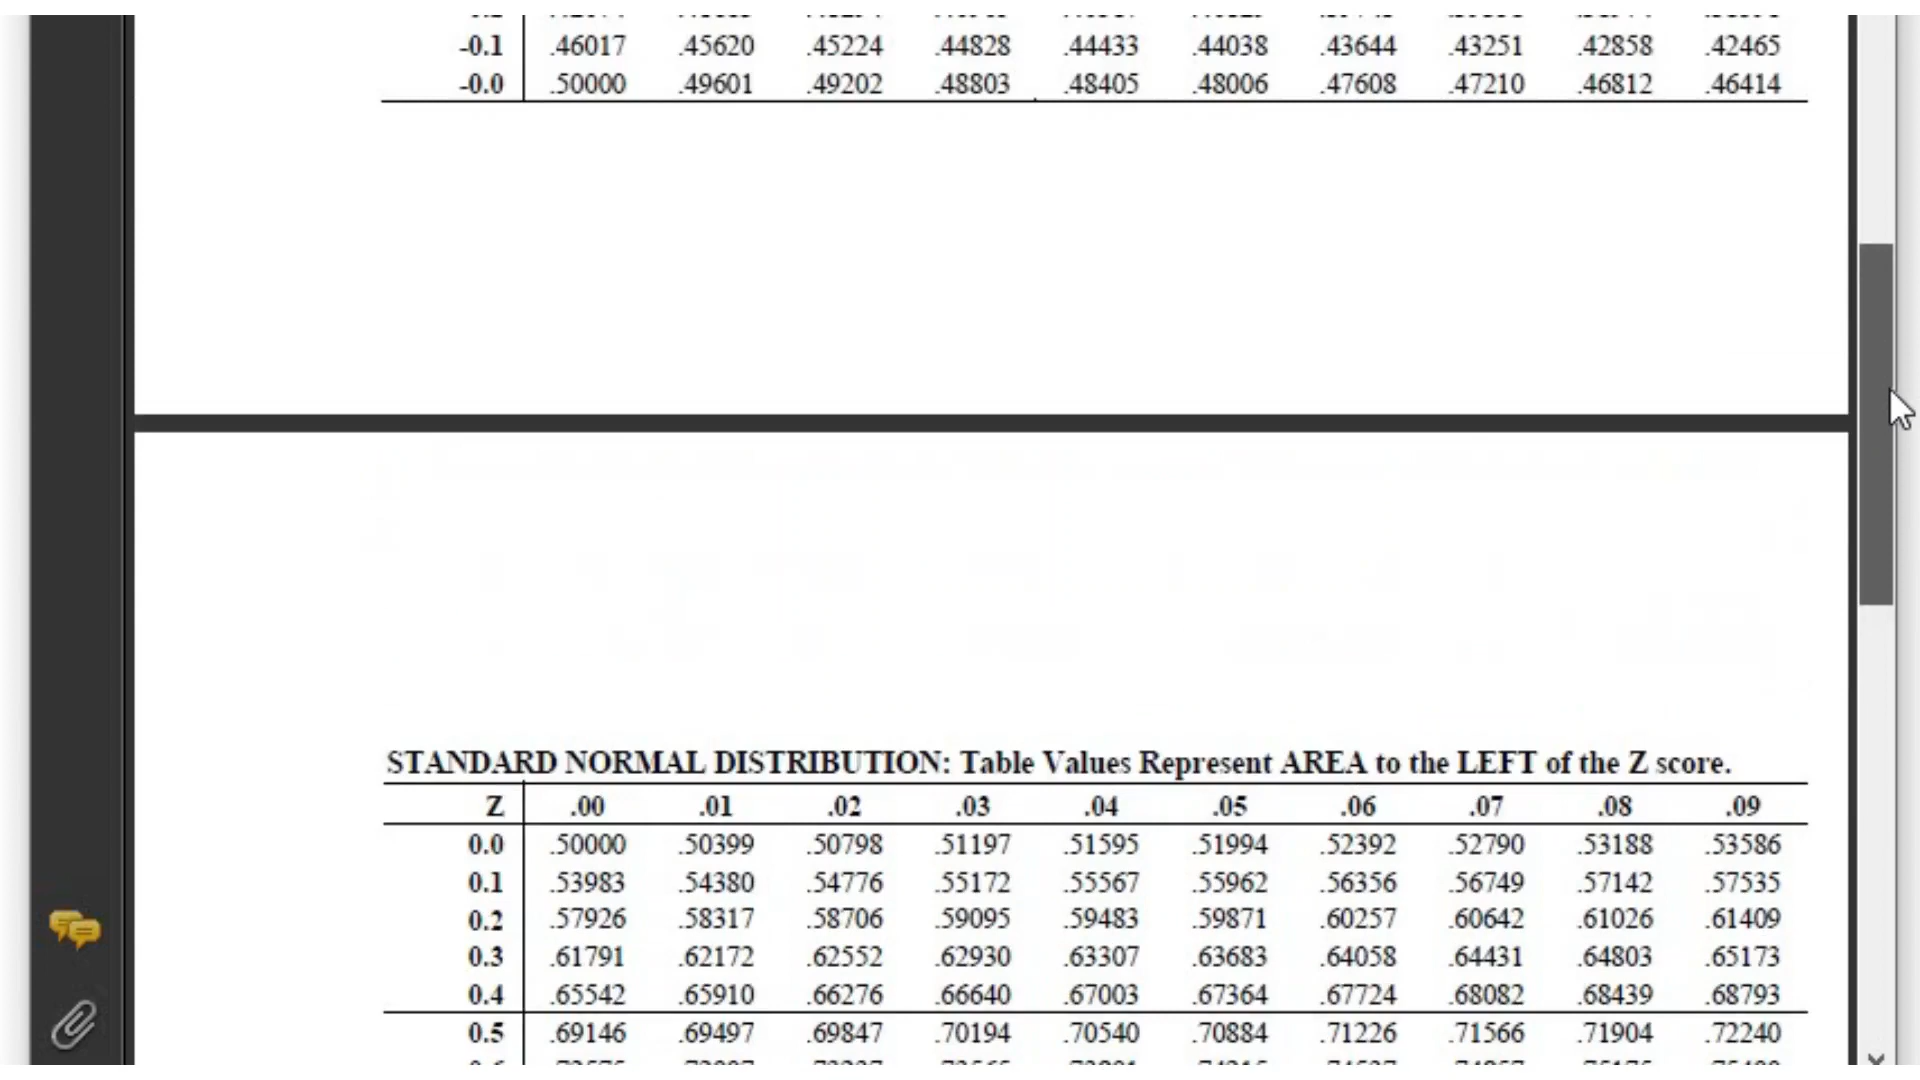 -0.1 .46017 .45620 .45224 .44828 .44433 .44038 .43644 .43251 .42858 .42465
-0.0 .50000 .49601 .49202 .48803 .48405 .48006 .47608 .47210 .46812 .46414
STANDARD NORMAL DISTRIBUTION: Table Values Represent AREA to the LEFT of the Z score.
Z .00 .01 .02 .03 .04 .05 .06 .07 .08 .09
0.0 .50000 .50399 .50798 .51197 .51595 .51994 .52392 .52790 .53188 .53586
0.1 .53983 .54380 .54776 .55172 .55567 .55962 .56356 .56749 .57142 .57535
0.2 .57926 .58317 .58706 .59095 .59483 .59871 .60257 .60642 .61026 .61409
0.3 .61791 .62172 .62552 .62930 .63307 .63683 .64058 .64431 .64803 .65173
0.4 .65542 .65910 .66276 .66640 .67003 .67364 .67724 .68082 .68439 .68793
0.5 .69146 .69497 .69847 .70194 .70540 .70884 .71226 .71566 .71904 .72240